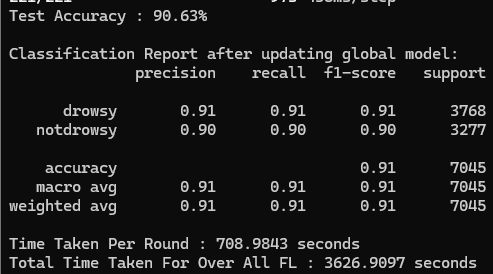 Test Accuracy : 90.63%
Classification Report after updating global model:
precision recall f1-score support
drowsy 0.91 0.91 0.91 3768
notdrowsy 0.90 0.90 0.90 3277
accuracy 0.91 7045
macro avg 0.91 0.91 0.91 7045
weighted avg 0.91 0.91 0.91 7045
Time Taken Per Round : 708.9843 seconds
Total Time Taken For Over All FL : 3626.9097 seconds